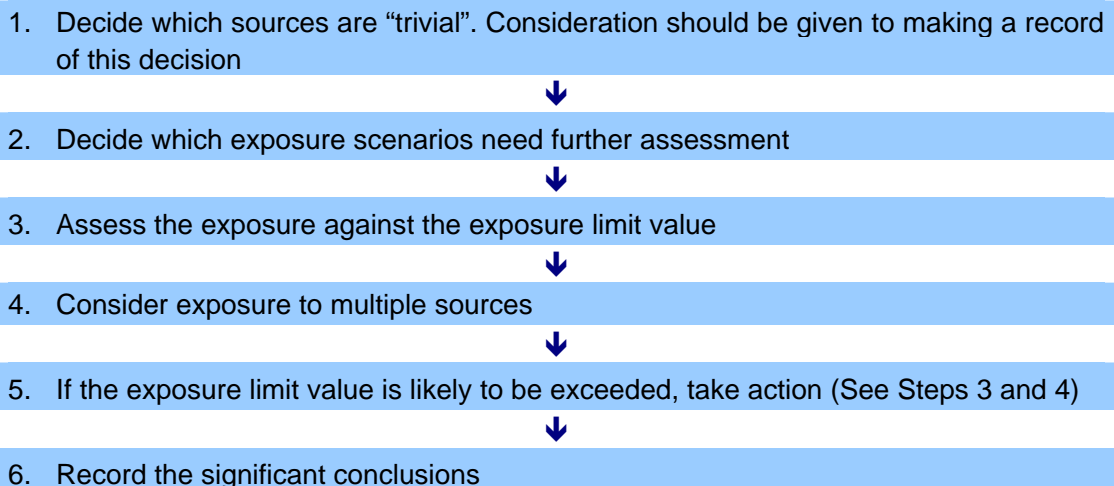 1. Decide which sources are “trivial”. Consideration should be given to making a record
of this decision
2. Decide which exposure scenarios need further assessment
3. Assess the exposure against the exposure limit value
4. Consider exposure to multiple sources
5. If the exposure limit value is likely to be exceeded, take action (See Steps 3 and 4)
6. Record the significant conclusions